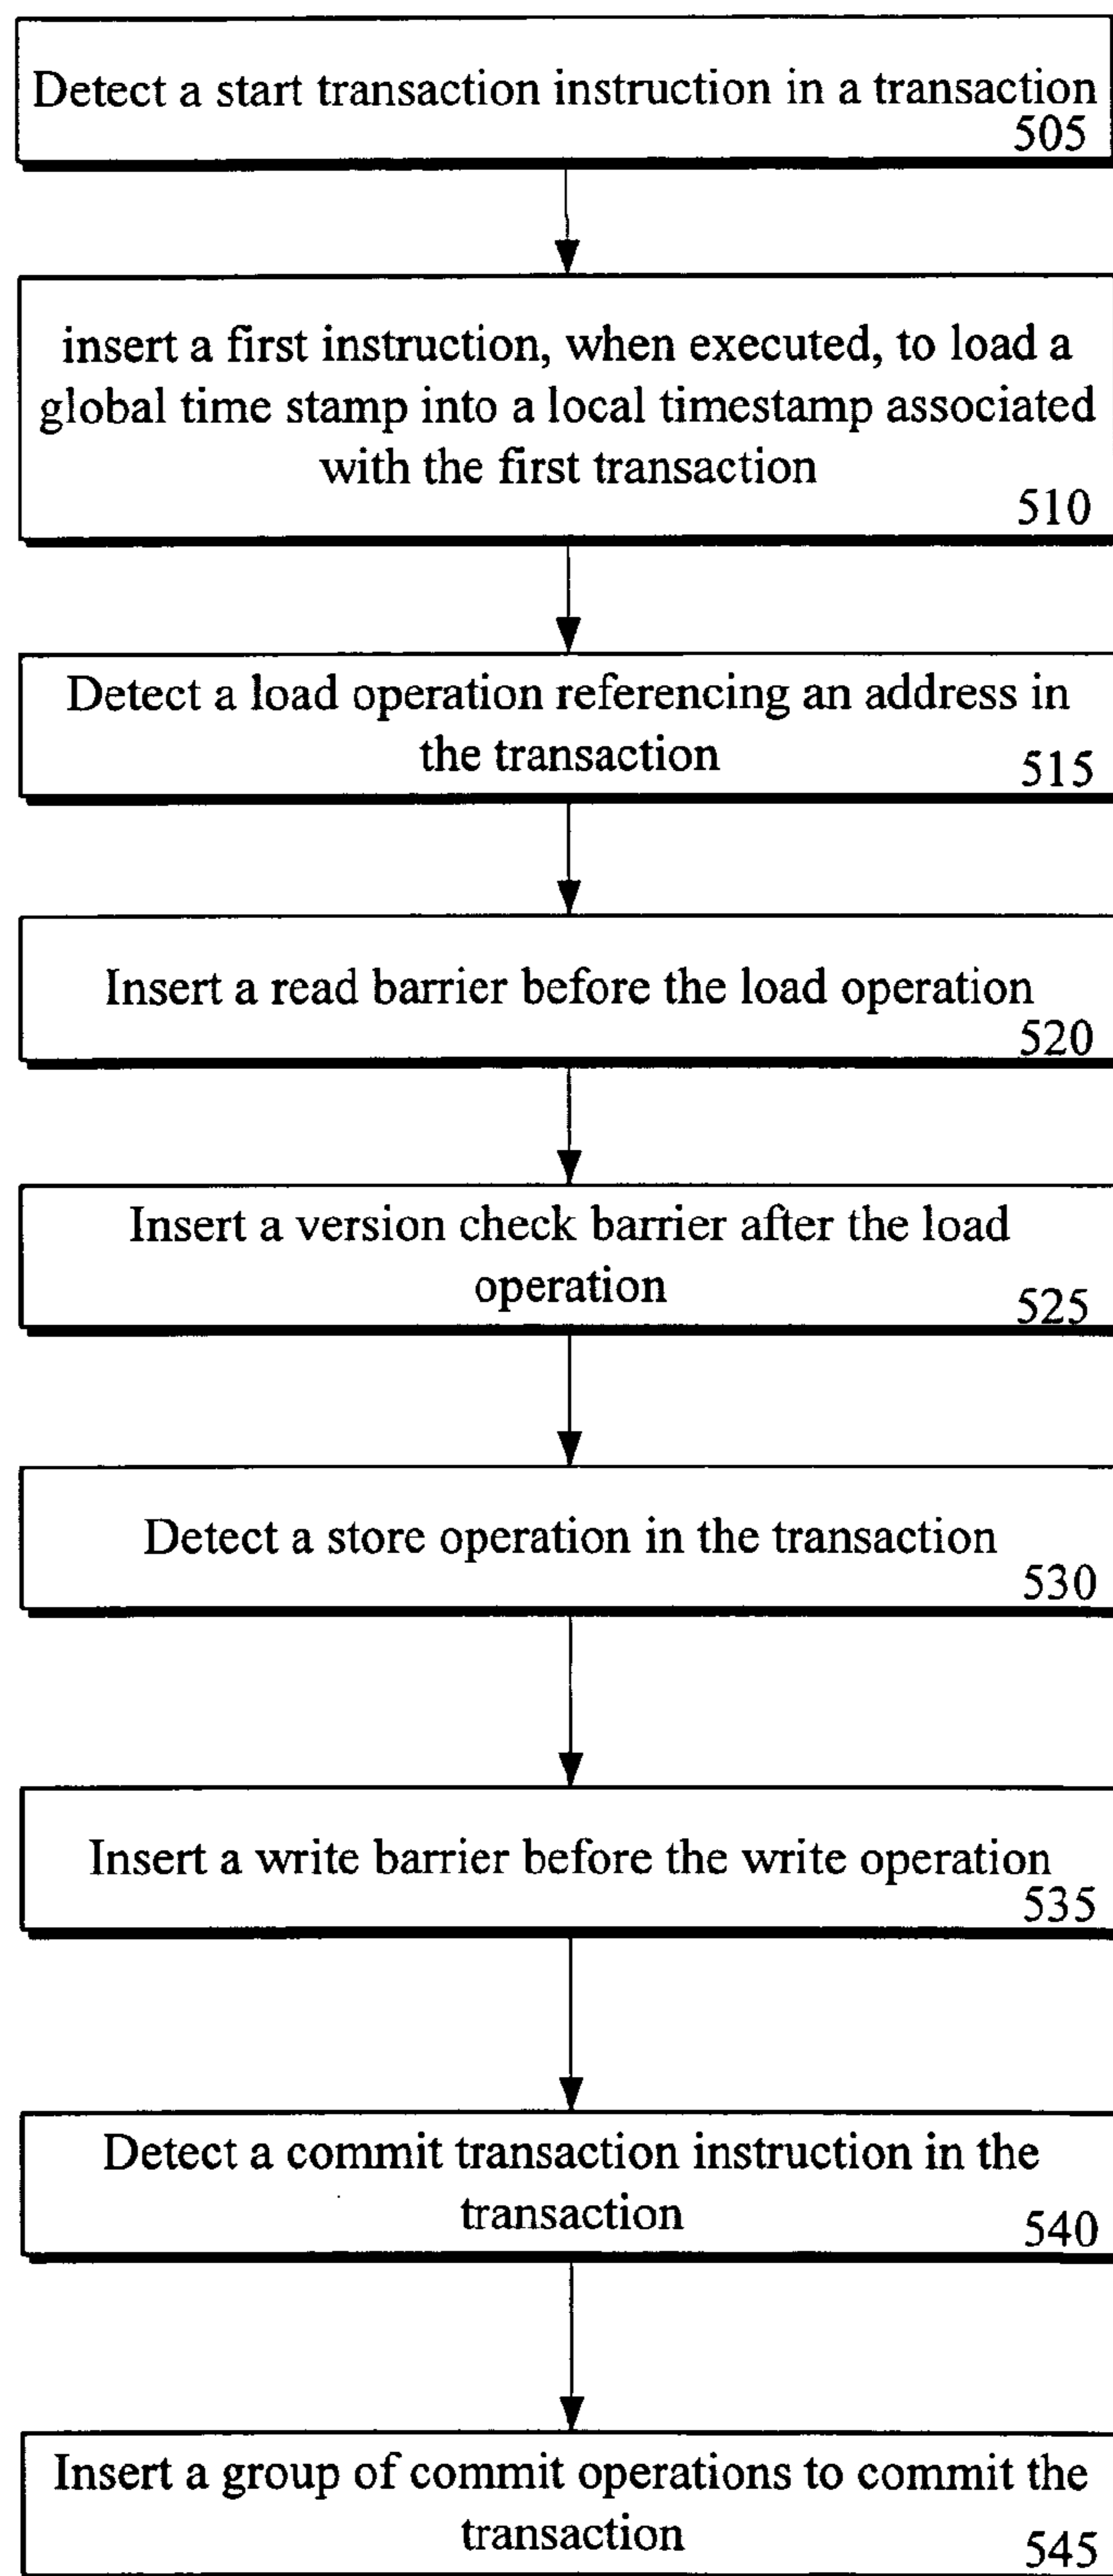 Detect a start transaction instruction in a transaction
505
insert a first instruction, when executed, to load a
global time stamp into a local timestamp associated
with the first transaction
510
Detect a load operation referencing an address in
the transaction
515
Insert a read barrier before the load operation
520
Insert a version check barrier after the load
operation
525
Detect a store operation in the transaction
530
Insert a write barrier before the write operation
535
Detect a commit transaction instruction in the
transaction
540
Insert a group of commit operations to commit the
transaction
545